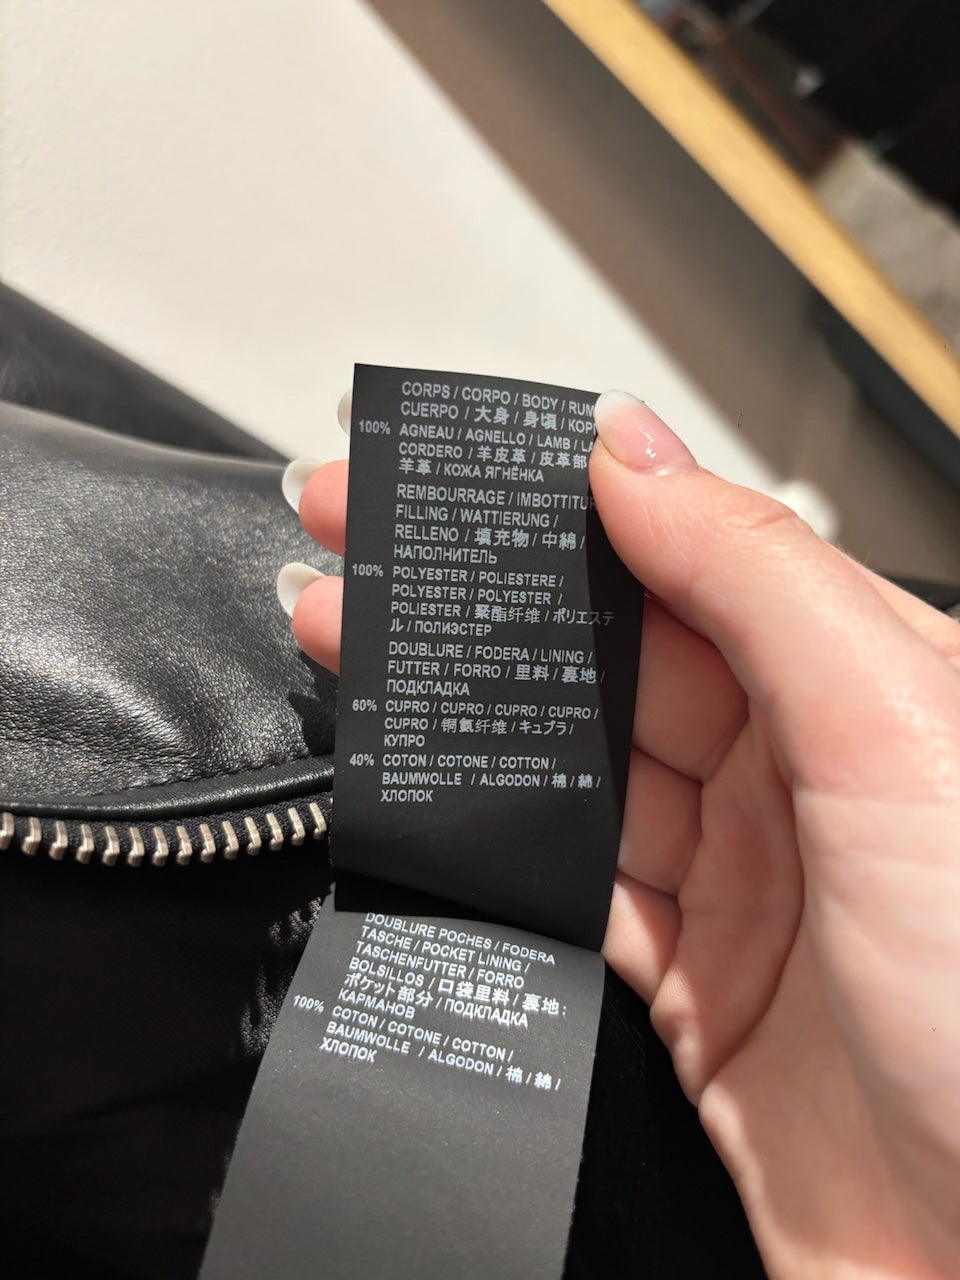 CORPS / CORPO / BODY /
CUERPO / 大身 / 身頃 /
100% AGNEAU / AGNELLO / LAMB /
CORDERO / 羊皮革 / 皮革部
羊革 / КОЖА ЯГНЁНКА
REMBOURRAGE /
FILLING / WATTIERUNG /
RELLENO / 填充物 / 中綿 /
НАПОЛНИТЕЛЬ
100% POLYESTER / POLIESTERE /
POLYESTER / POLYESTER /
POLIESTER / 聚酯纤维 / ポリエステ
ル / ПОЛИЭСТЕР
DOUBLURE / FODERA / LINING /
FUTTER / FORRO / 里料 / 裏地 /
ПОДКЛАДКА
60% CUPRO / CUPRO / CUPRO / CUPRO /
CUPRO / 铜氨纤维 / キュプラ /
КУПРО
40% COTON / COTONE / COTTON /
BAUMWOLLE / ALGODON / 棉 / 綿 /
ХЛОПОК
DOUBLURE POCHES / FODERA
TASCHE / POCKET LINING /
TASCHENFUTTER / FORRO
BOLSILLOS / 口袋里料 / 裏地:
ポケット部分 / ПОДКЛАДКА
КАРМАНОВ
100% COTON / COTONE / COTTON /
BAUMWOLLE / ALGODON / 棉 / 綿 /
ХЛОПОК